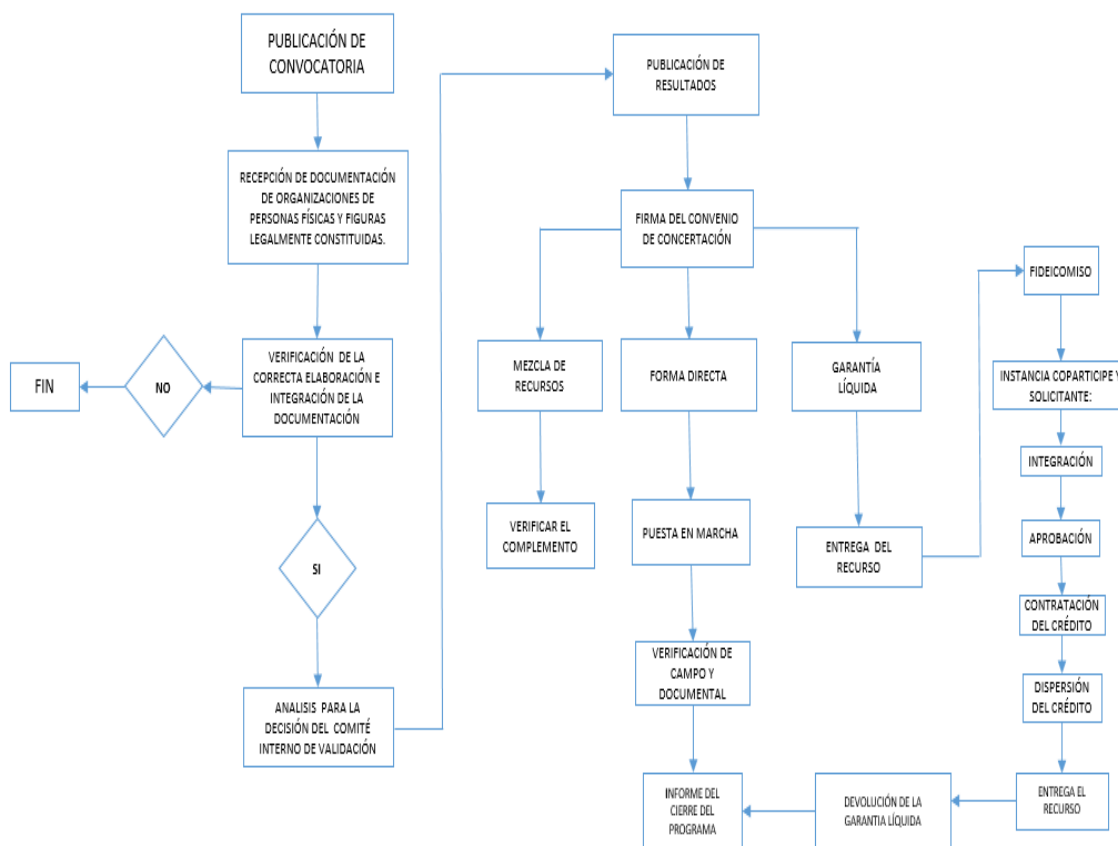 PUBLICACIÓN DE
CONVOCATORIA
RECEPCIÓN DE DOCUMENTACIÓN
DE ORGANIZACIONES DE
PERSONAS FÍSICAS Y FIGURAS
LEGALMENTE CONSTITUIDAS.
VERIFICACIÓN DE LA
CORRECTA ELABORACIÓN E
INTEGRACIÓN DE LA
DOCUMENTACIÓN
NO
FIN
SI
ANALISIS PARA LA
DECISIÓN DEL COMITÉ
INTERNO DE VALIDACIÓN
PUBLICACIÓN DE
RESULTADOS
FIRMA DEL CONVENIO
DE CONCERTACIÓN
MEZCLA DE
RECURSOS
VERIFICAR EL
COMPLEMENTO
FORMA DIRECTA
PUESTA EN MARCHA
VERIFICACIÓN DE
CAMPO Y
DOCUMENTAL
GARANTÍA
LÍQUIDA
ENTREGA DEL
RECURSO
FIDEICOMISO
INSTANCIA COPARTICIPE Y
SOLICITANTE:
INTEGRACIÓN
APROBACIÓN
CONTRATACIÓN
DEL CRÉDITO
DISPERSIÓN
DEL CRÉDITO
ENTREGA EL
RECURSO
DEVOLUCIÓN DE LA
GARANTIA LÍQUIDA
INFORME DEL
CIERRE DEL
PROGRAMA